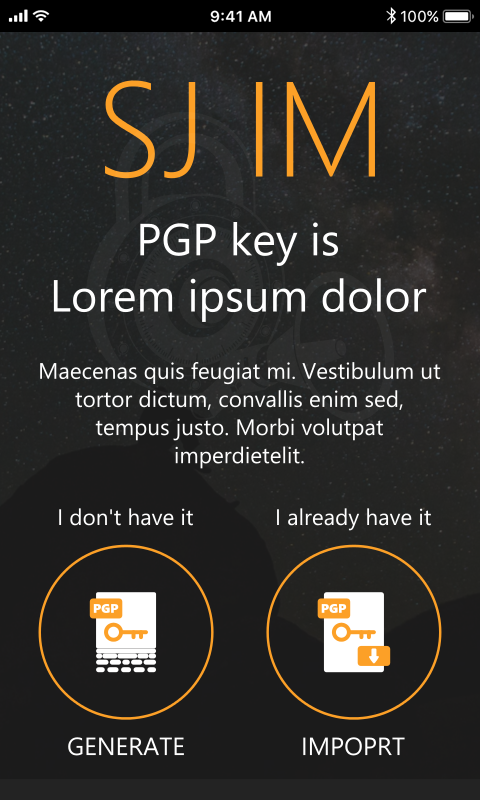 9:41 AM 100%
SJ IM
PGP key is
Lorem ipsum dolor
Maecenas quis feugiat mi. Vestibulum ut
tortor dictum, convallis enim sed,
tempus justo. Morbi volutpat
imperdietelit.
I don't have it I already have it
PGP PGP
GENERATE IMPOPRT